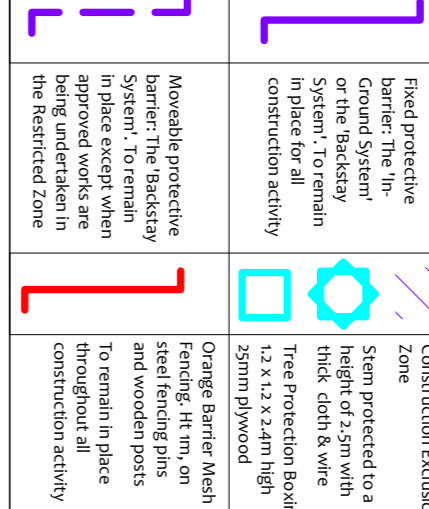 Fixed protective
barrier: The 'In-
Ground System'
or the 'Backstay
System'. To remain
in place for all
construction activity
Moveable protective
barrier: The 'Backstay
System'. To remain
in place except when
approved works are
being undertaken in
the Restricted Zone
Construction
Zone
Stem protected to a
height of 2.5m with
thick cloth & wire
Tree Protection
1.2 x 1.2 x 2.4m high
25mm plywood
Orange Barrier Mesh
Fencing. Ht 1m, on
steel fencing pins
and wooden posts
To remain in place
throughout all
construction activity